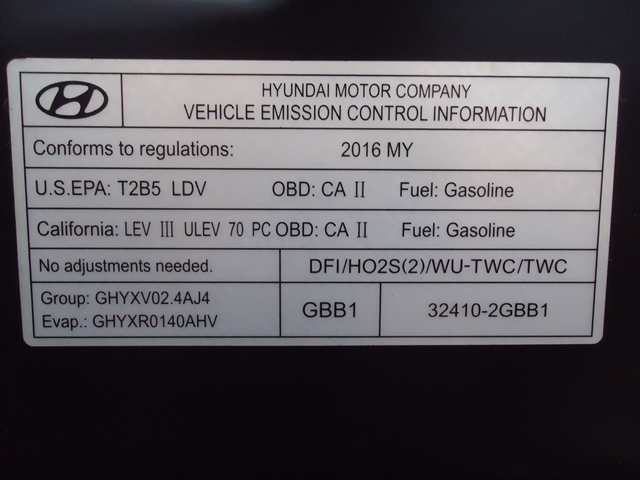 HYUNDAI MOTOR COMPANY
VEHICLE EMISSION CONTROL INFORMATION
Conforms to regulations: 2016 MY
U.S.EPA: T2B5 LDV OBD: CA II Fuel: Gasoline
California: LEV III ULEV 70 PC OBD: CA II Fuel: Gasoline
No adjustments needed. DFI/HO2S(2)/WU-TWC/TWC
Group: GHYXV02.4AJ4
Evap.: GHYXR0140AHV
GBB1
32410-2GBB1